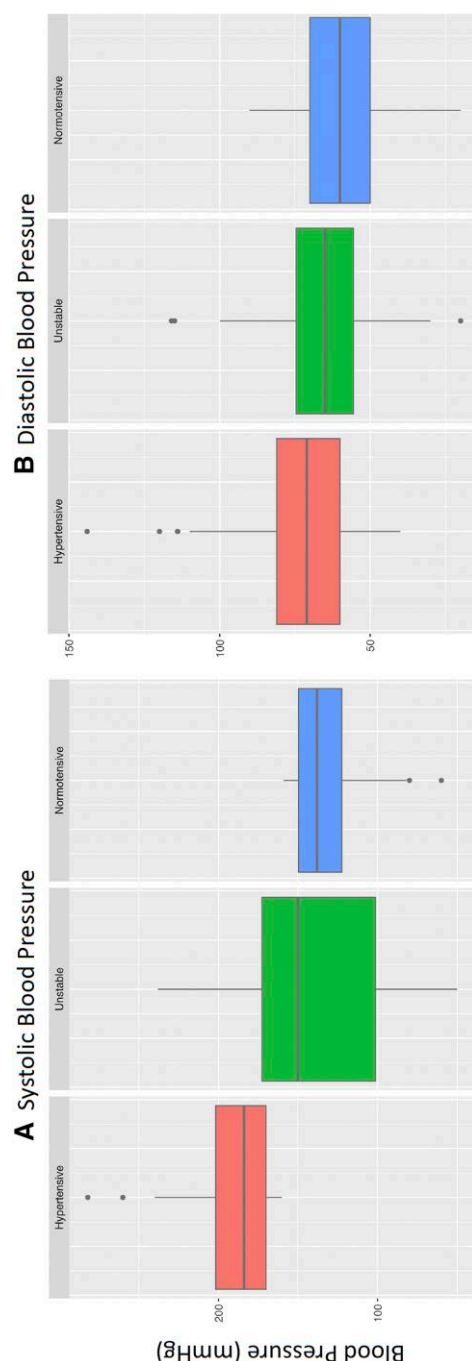 A Systolic Blood Pressure
Hypertensive
Unstable
Normotensive
200
100
Blood Pressure (mmHg)
B Diastolic Blood Pressure
Hypertensive
Unstable
Normotensive
150
100
50